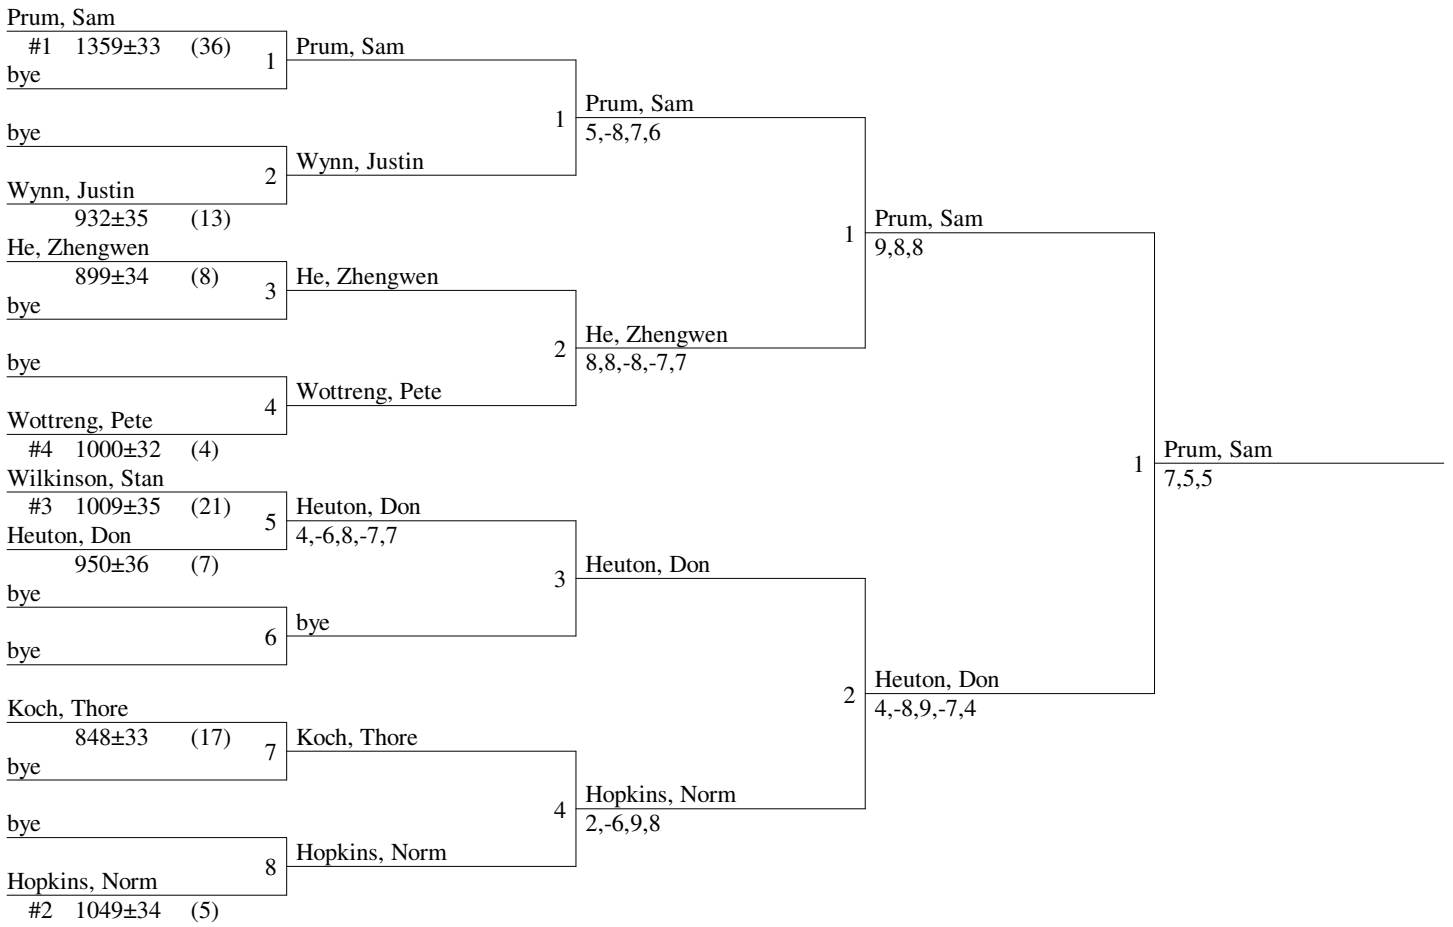 Prum, Sam
#1 1359±33 (36)
bye
1
Prum, Sam
bye
Wynn, Justin
932±35 (13)
2
Wynn, Justin
He, Zhengwen
899±34 (8)
bye
3
He, Zhengwen
bye
Wottreng, Pete
#4 1000±32 (4)
4
Wottreng, Pete
Wilkinson, Stan
#3 1009±35 (21)
Heuton, Don
950±36 (7)
5
Heuton, Don
4,-6,8,-7,7
bye
bye
6
bye
Koch, Thore
848±33 (17)
bye
7
Koch, Thore
bye
Hopkins, Norm
#2 1049±34 (5)
8
Hopkins, Norm
1
Prum, Sam
5,-8,7,6
2
He, Zhengwen
8,8,-8,-7,7
3
Heuton, Don
4
Hopkins, Norm
2,-6,9,8
1
Prum, Sam
9,8,8
2
Heuton, Don
4,-8,9,-7,4
1
Prum, Sam
7,5,5